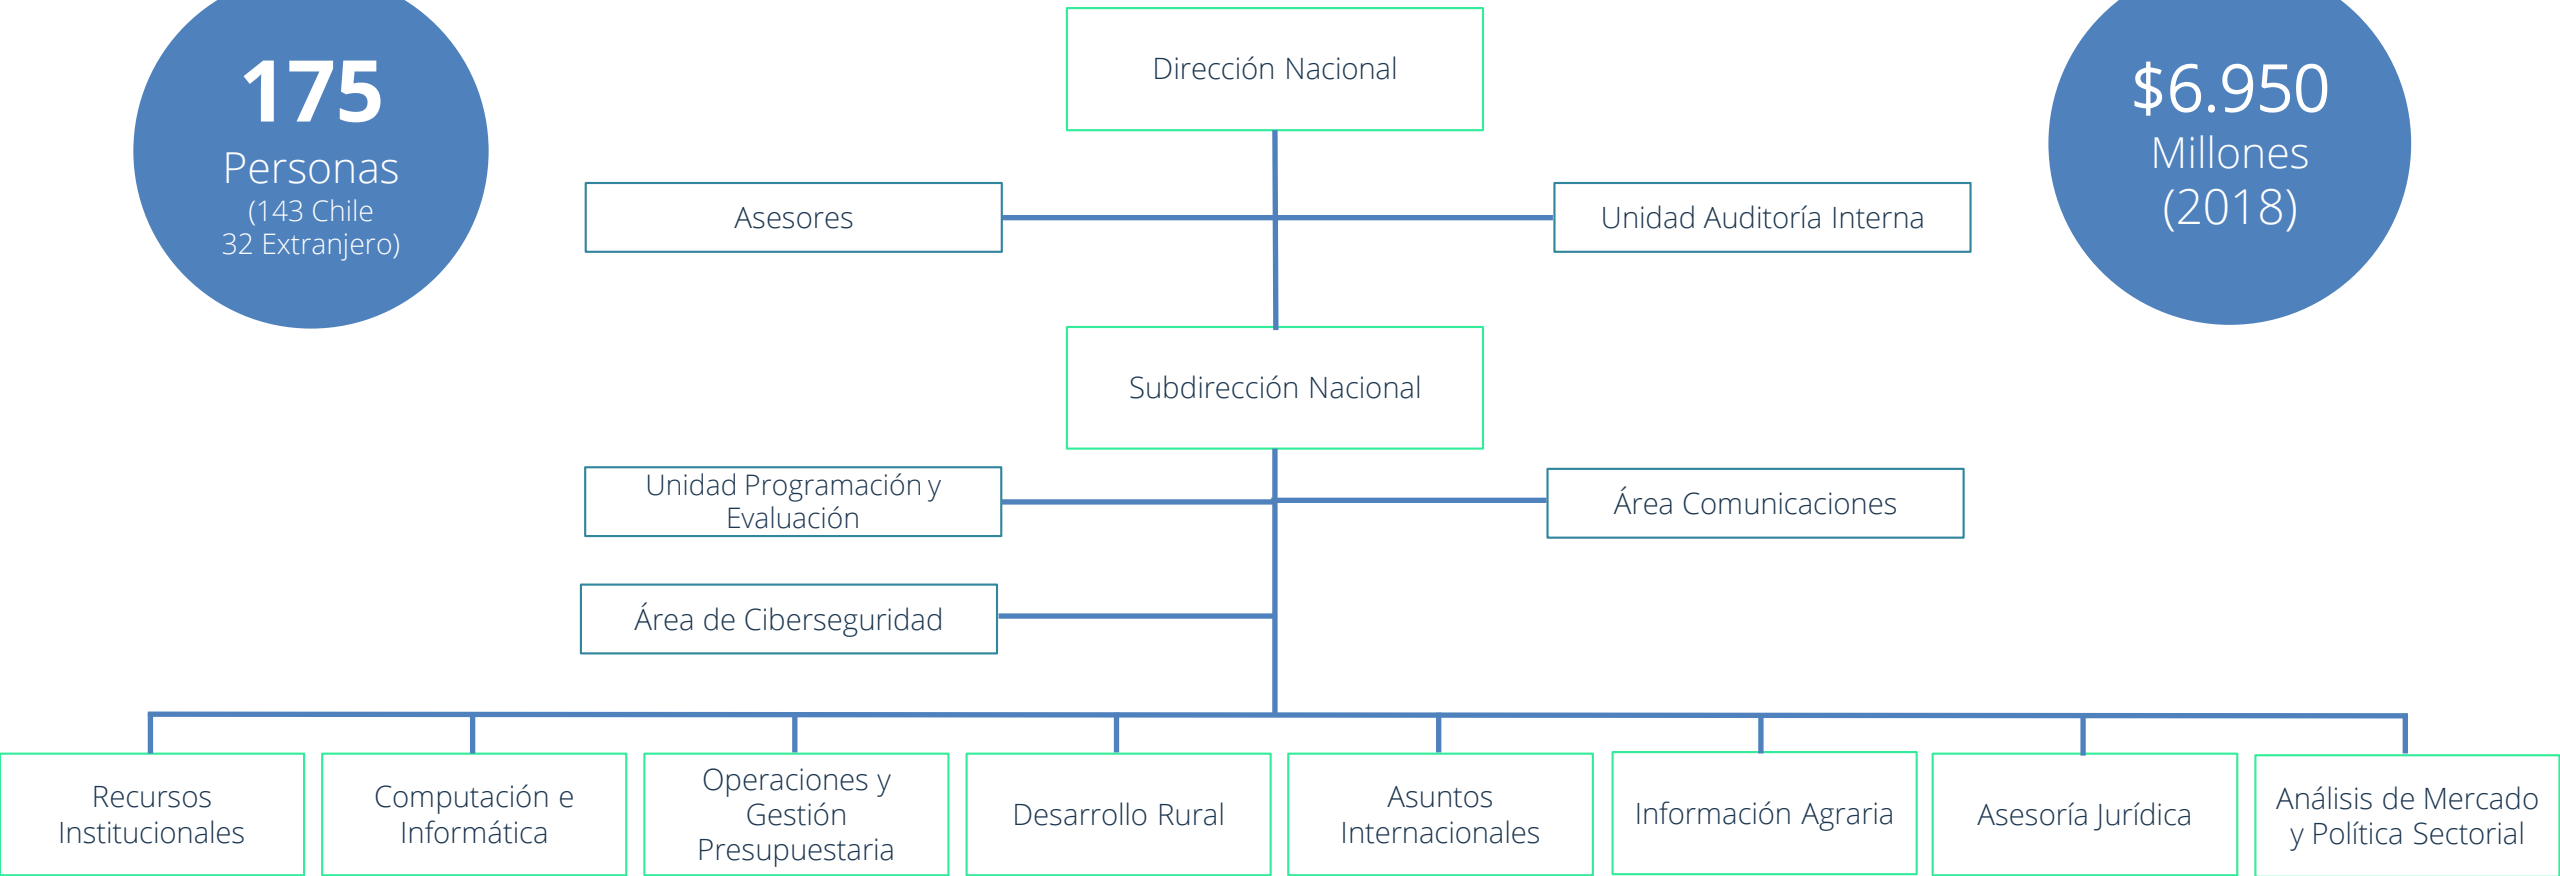 175
Personas
(143 Chile
32 Extranjero)
Dirección Nacional
$6.950
Millones
(2018)
Asesores
Unidad Auditoría Interna
Subdirección Nacional
Unidad Programación y
Evaluación
Área Comunicaciones
Área de Ciberseguridad
Recursos
Institucionales
Computación e
Informática
Operaciones y
Gestión
Presupuestaria
Desarrollo Rural
Asuntos
Internacionales
Información Agraria
Asesoría Jurídica
Análisis de Mercado
y Política Sectorial